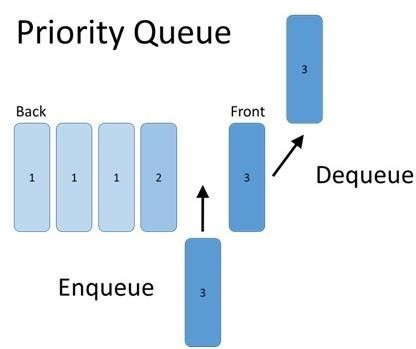 Priority Queue
3
Back
Front
1 1 1 2 3
Dequeue
Enqueue
3